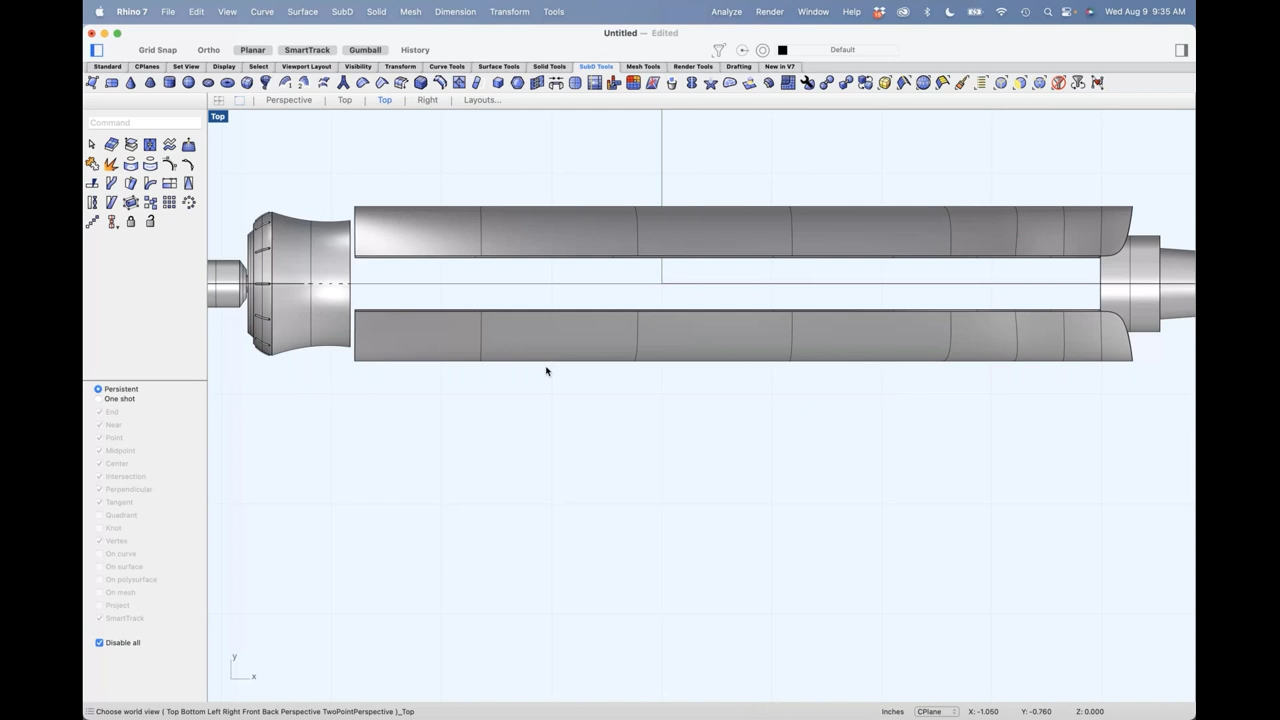 Rhino 7 File Edit View Curve Surface SubD Solid Mesh Dimension Transform Tools Analyze Render Window Help Wed Aug 9 9:35 AM
Untitled — Edited
Grid Snap Ortho Planar SmartTrack Gumball History Default
Standard CPlanes Set View Display Select Viewport Layout Visibility Transform Curve Tools Surface Tools Solid Tools SubD Tools Mesh Tools Render Tools Drafting New in V7
Perspective Top Top Right Layouts...
Top
Command
Persistent
One shot
End
Near
Point
Midpoint
Center
Intersection
Perpendicular
Tangent
Quadrant
Knot
Vertex
On curve
On surface
On polysurface
On mesh
Project
SmartTrack
Disable all
y
x
Choose world view ( Top Bottom Left Right Front Back Perspective TwoPointPerspective )_Top Inches CPlane X: -1.050 Y: -0.760 Z: 0.000